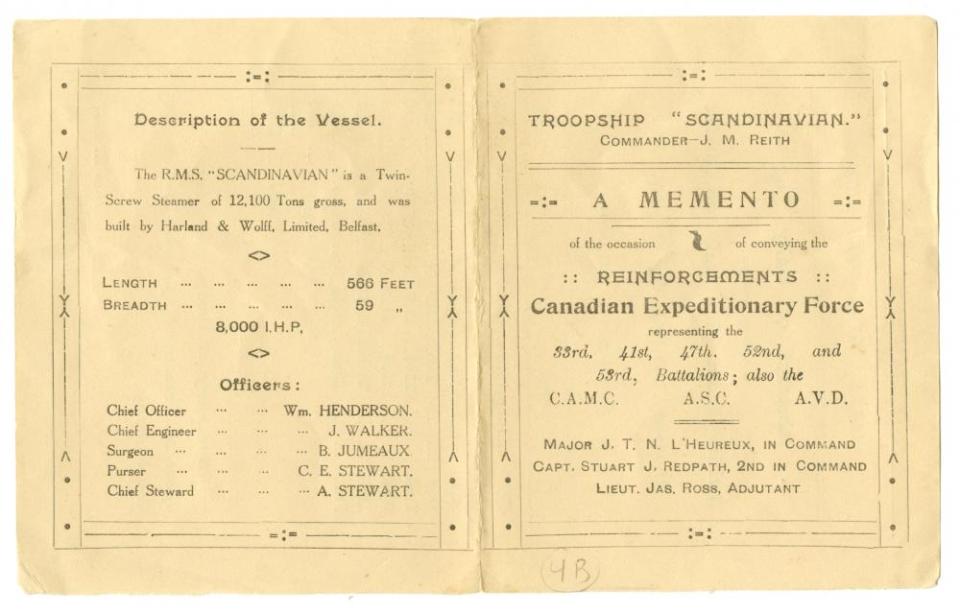 Description of the Vessel.
The R.M.S. "SCANDINAVIAN" is a Twin-
Screw Steamer of 12,100 Tons gross, and was
built by Harland & Wolff, Limited, Belfast.
LENGTH ... ... ... ... ... 566 FEET
BREADTH ... ... ... ... ... 59 „
8,000 I.H.P.
Officers:
Chief Officer ... ... Wm. HENDERSON.
Chief Engineer ... ... ... J. WALKER.
Surgeon ... ... ... ... B. JUMEAUX
Purser ... ... ... C. E. STEWART.
Chief Steward ... ... ... A. STEWART.
TROOPSHIP "SCANDINAVIAN."
COMMANDER—J. M. REITH
A MEMENTO
of the occasion of conveying the
:: REINFORCEMENTS ::
Canadian Expeditionary Force
representing the
33rd, 41st, 47th. 52nd, and
53rd, Battalions; also the
C.A.M.C. A.S.C. A.V.D.
MAJOR J. T. N. L'HEUREUX, IN COMMAND
CAPT. STUART J. REDPATH, 2ND IN COMMAND
LIEUT. JAS. ROSS, ADJUTANT
4B